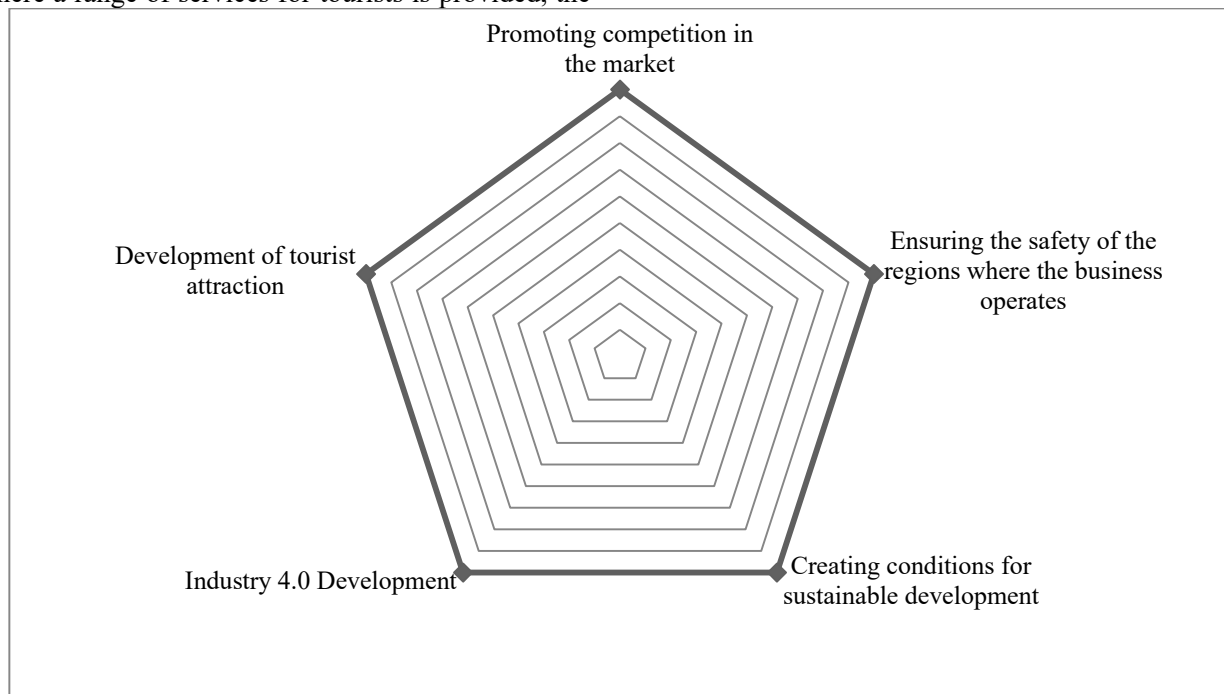 here a range of services for tourists is provided, the
Promoting competition in
the market
Ensuring the safety of the
regions where the business
operates
Development of tourist
attraction
Creating conditions for
sustainable development
Industry 4.0 Development